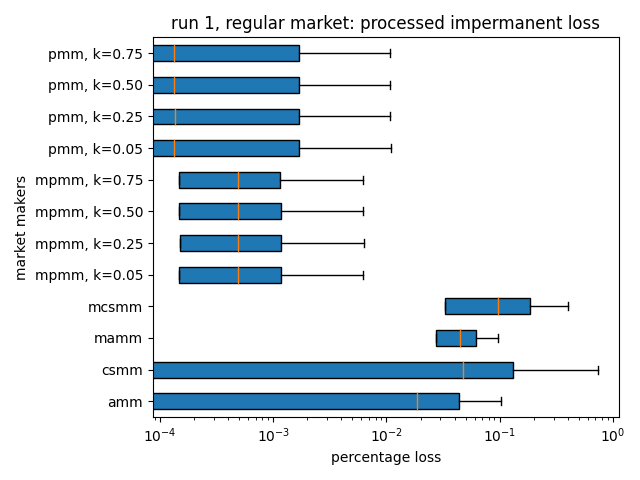 run 1, regular market: processed impermanent loss
pmm, k=0.75
pmm, k=0.50
pmm, k=0.25
pmm, k=0.05
mpmm, k=0.75
mpmm, k=0.50
mpmm, k=0.25
mpmm, k=0.05
mcsmm
mamm
csmm
amm
market makers
10⁻⁴ 10⁻³ 10⁻² 10⁻¹ 10⁰
percentage loss